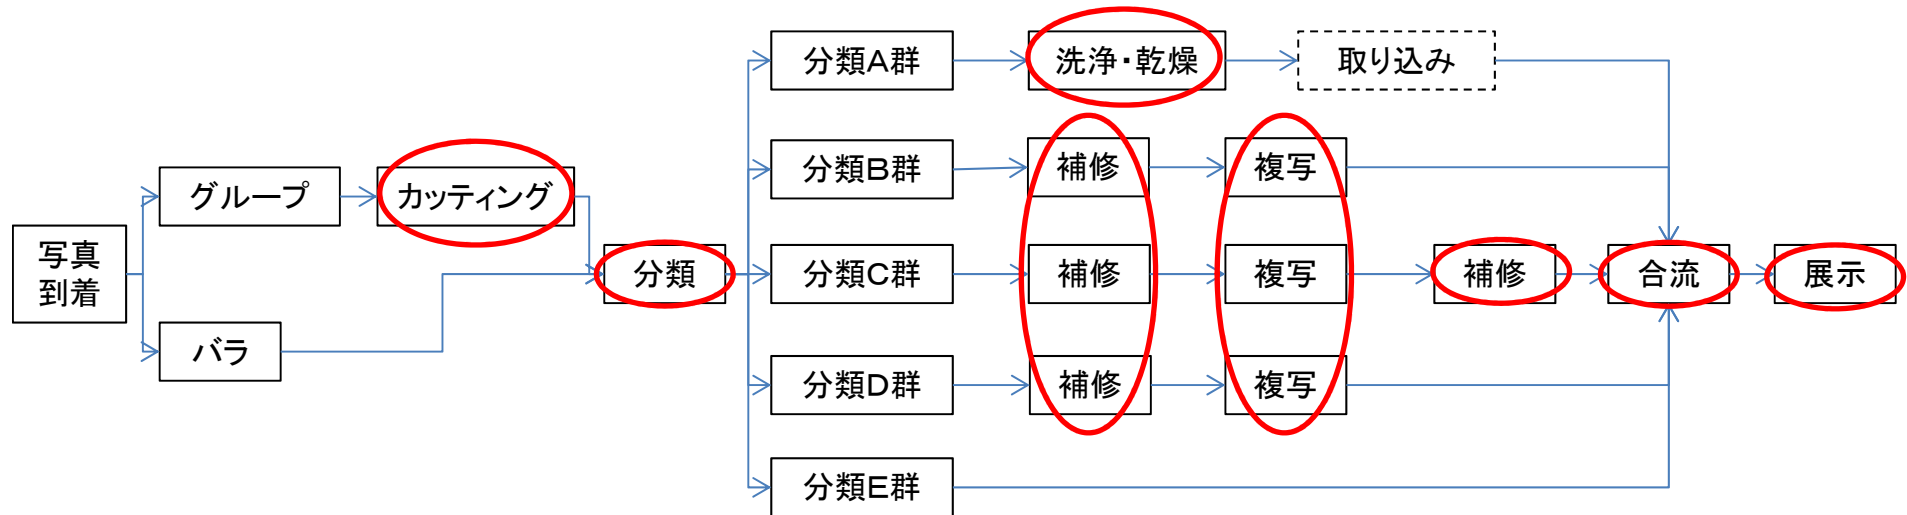 写真
到着
グループ
カッティング
バラ
分類
分類A群
洗浄・乾燥
取り込み
分類B群
補修
複写
分類C群
補修
複写
補修
合流
展示
分類D群
補修
複写
分類E群